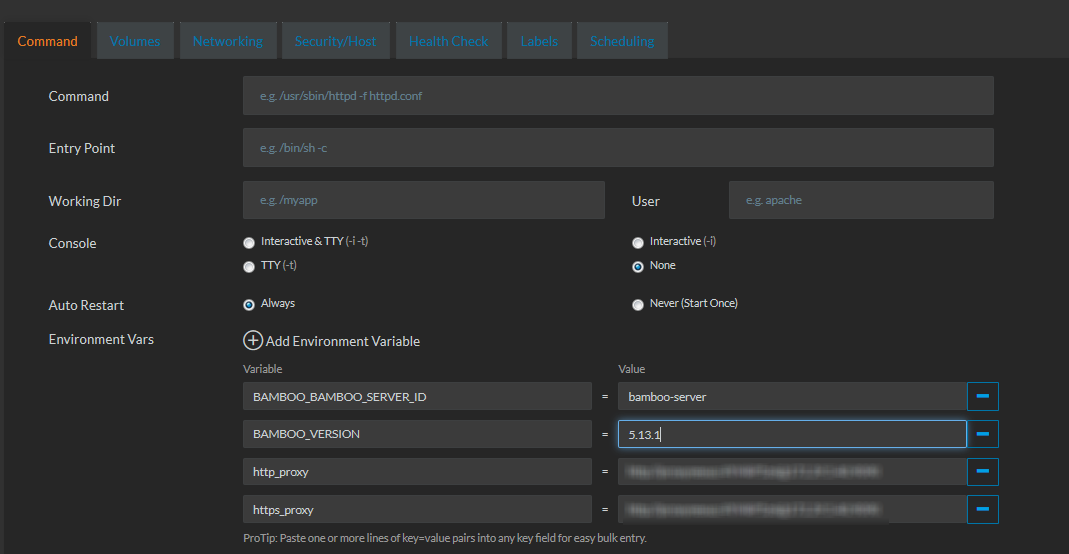 Command Volumes Networking Security/Host Health Check Labels Scheduling
Command e.g. /usr/sbin/httpd -f httpd.conf
Entry Point e.g. /bin/sh -c
Working Dir e.g. /myapp User e.g. apache
Console Interactive & TTY (-i -t) Interactive (-i)
TTY (-t) None
Auto Restart Always Never (Start Once)
Environment Vars + Add Environment Variable
Variable Value
BAMBOO_BAMBOO_SERVER_ID = bamboo-server
BAMBOO_VERSION = 5.13.1
http_proxy =
https_proxy =
ProTip: Paste one or more lines of key=value pairs into any key field for easy bulk entry.